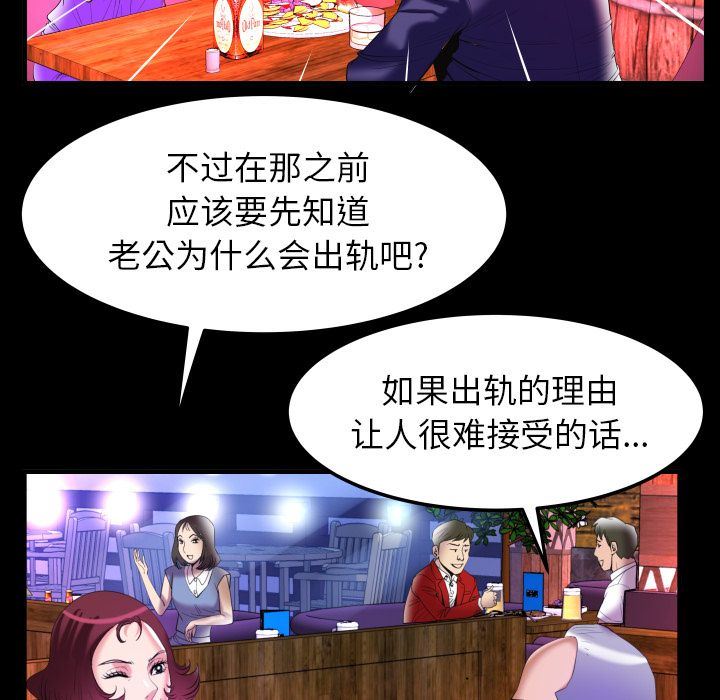 不过在那之前
应该要先知道
老公为什么会出轨吧?
如果出轨的理由
让人很难接受的话...